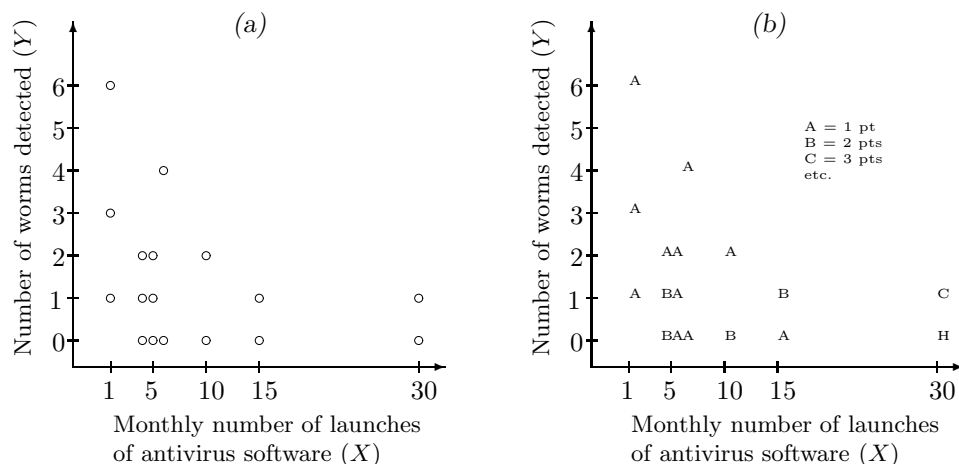 (a)
Number of worms detected (Y)
6
5
4
3
2
1
0
1 5 10 15 30
Monthly number of launches
of antivirus software (X)
(b)
Number of worms detected (Y)
6
5
4
3
2
1
0
A
A = 1 pt
B = 2 pts
C = 3 pts
etc.
A
A
AA A
A BA B C
BAA B A H
1 5 10 15 30
Monthly number of launches
of antivirus software (X)